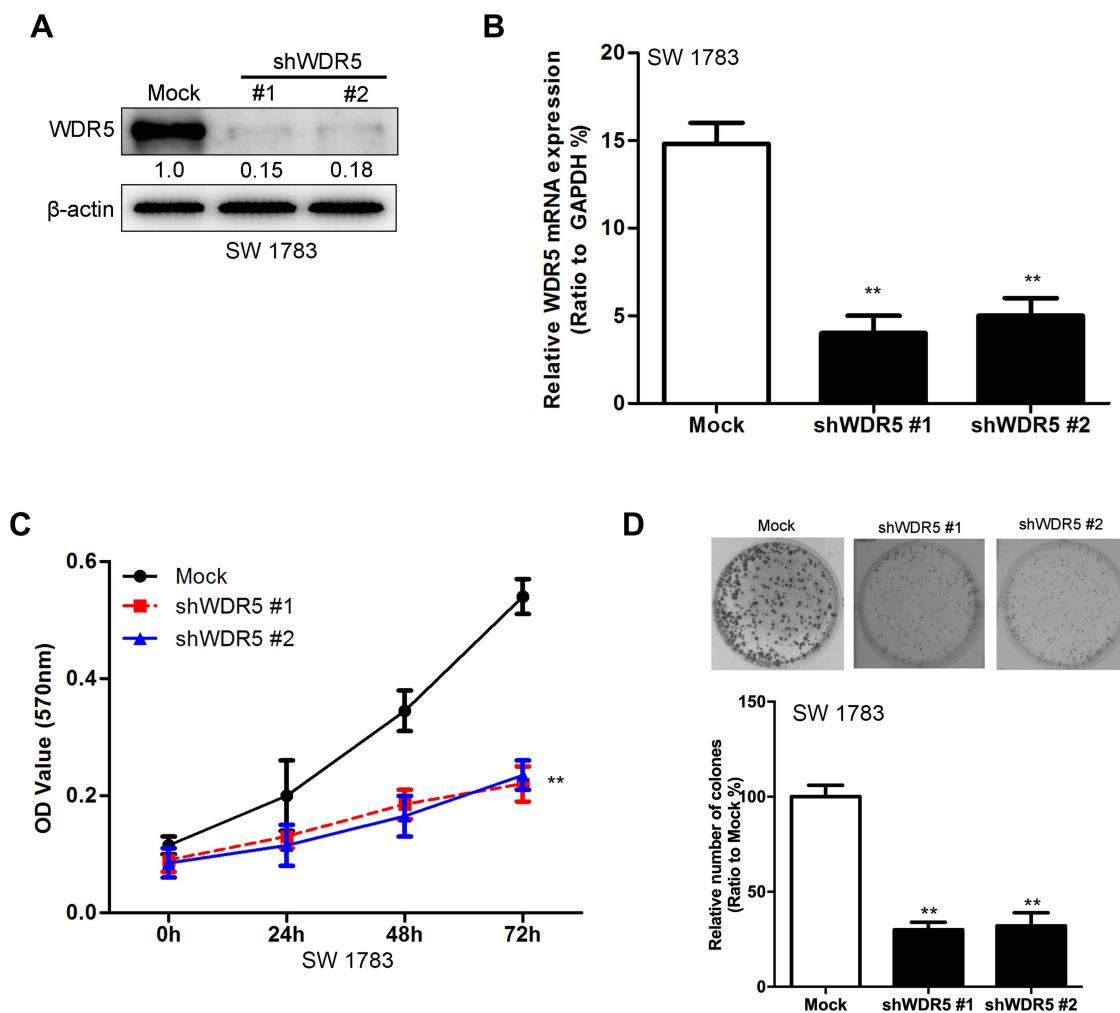 A
shWDR5
Mock #1 #2
WDR5
1.0 0.15 0.18
β-actin
SW 1783
B
SW 1783
Relative WDR5 mRNA expression
(Ratio to GAPDH %)
20
15
10
5
0
**
**
Mock shWDR5 #1 shWDR5 #2
C
OD Value (570nm)
0.6
0.4
0.2
0.0
Mock
shWDR5 #1
shWDR5 #2
**
0h 24h 48h 72h
SW 1783
D
Mock shWDR5 #1 shWDR5 #2
SW 1783
Relative number of colones
(Ratio to Mock %)
150
100
50
0
**
**
Mock shWDR5 #1 shWDR5 #2